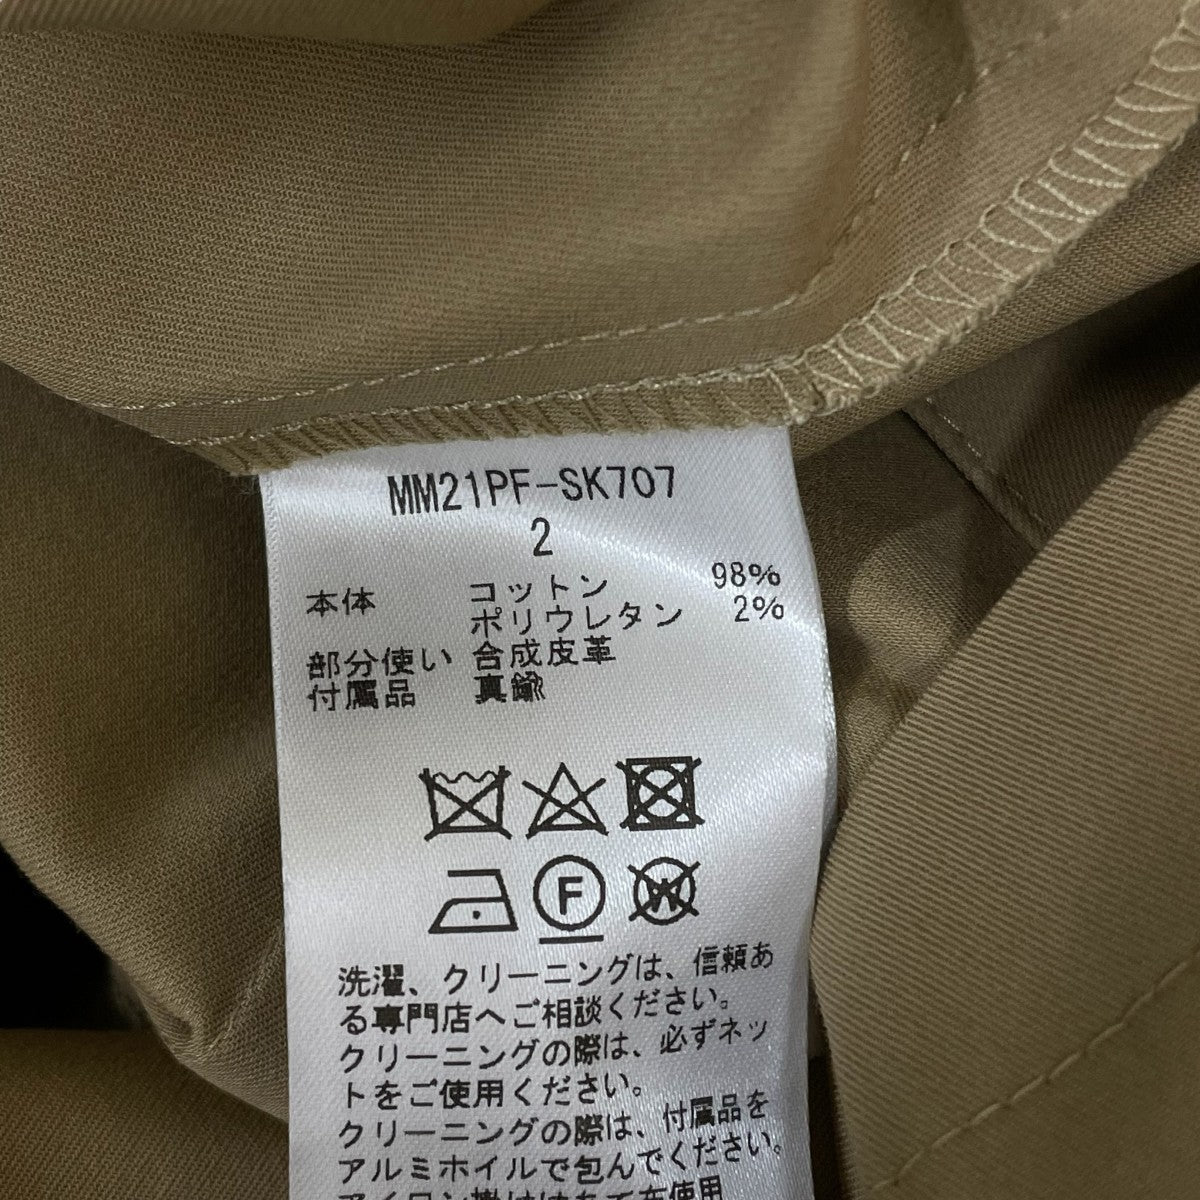 MM21PF-SK707
2
本体 コットン 98%
ポリウレタン 2%
部分使い 合成皮革
付属品 真鍮
F
W
洗濯、クリーニングは、信頼あ
る専門店へご相談ください。
クリーニングの際は、必ずネッ
トをご使用ください。
クリーニングの際は、付属品を
アルミホイルで包んでください。